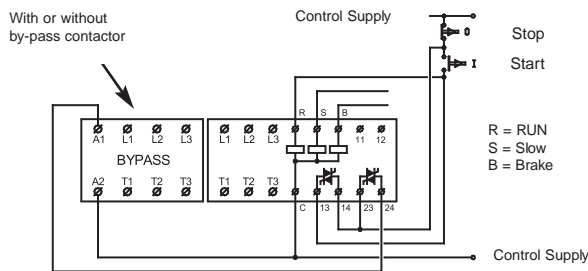 With or without
by-pass contactor
Control Supply
O
Stop
I
Start
R S B
A1 L1 L2 L3
L1 L2 L3 11 12
BYPASS
R = RUN
S = Slow
B = Brake
A2 T1 T2 T3
T1 T2 T3
C 13 14 23 24
Control Supply